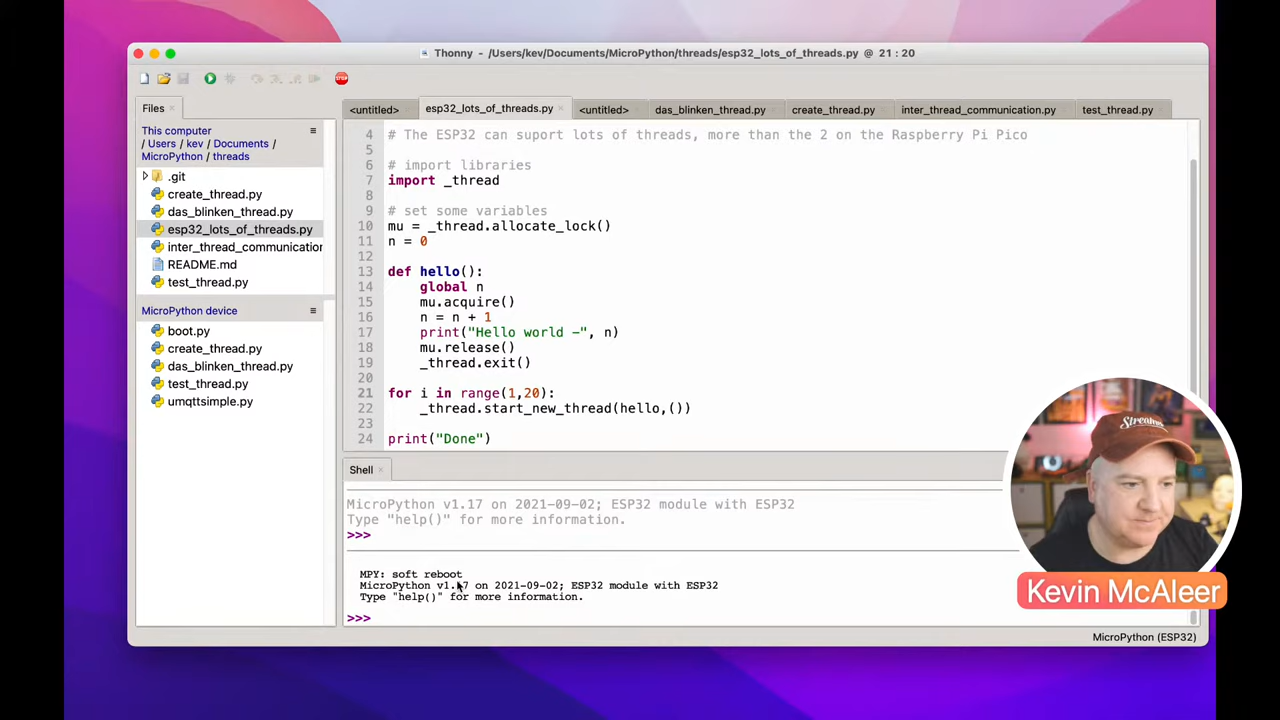 Thonny - /Users/kev/Documents/MicroPython/threads/esp32_lots_of_threads.py @ 21 : 20
Files
<untitled>
esp32_lots_of_threads.py
<untitled>
das_blinken_thread.py
create_thread.py
inter_thread_communication.py
test_thread.py
This computer
/ Users / kev / Documents /
MicroPython / threads
.git
create_thread.py
das_blinken_thread.py
esp32_lots_of_threads.py
inter_thread_communication
README.md
test_thread.py
MicroPython device
boot.py
create_thread.py
das_blinken_thread.py
test_thread.py
umqttsimple.py
4 # The ESP32 can suport lots of threads, more than the 2 on the Raspberry Pi Pico
5
6 # import libraries
7 import _thread
8
9 # set some variables
10 mu = _thread.allocate_lock()
11 n = 0
12
13 def hello():
14 global n
15 mu.acquire()
16 n = n + 1
17 print("Hello world -", n)
18 mu.release()
19 _thread.exit()
20
21 for i in range(1,20):
22 _thread.start_new_thread(hello,())
23
24 print("Done")
Shell
MicroPython v1.17 on 2021-09-02; ESP32 module with ESP32
Type "help()" for more information.
>>>
MPY: soft reboot
MicroPython v1.17 on 2021-09-02; ESP32 module with ESP32
Type "help()" for more information.
>>>
MicroPython (ESP32)
Kevin McAleer